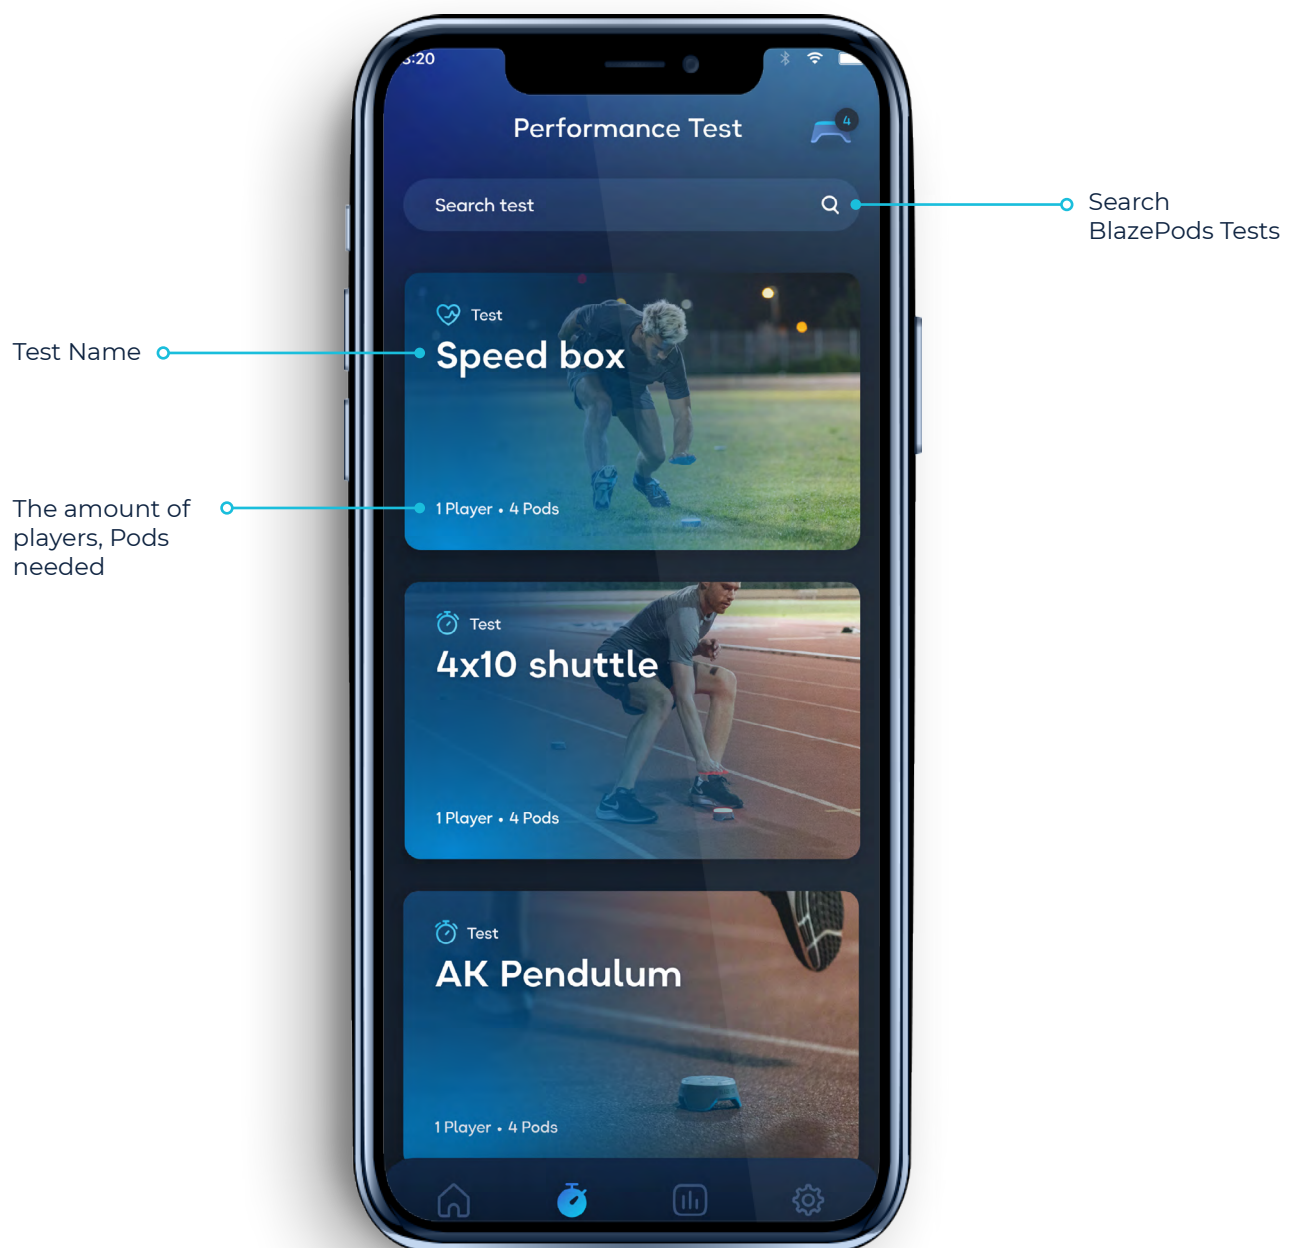 :20
Performance Test
4
Search test
Search
BlazePods Tests
Test
Test Name
Speed box
The amount of
players, Pods
needed
1 Player • 4 Pods
Test
4x10 shuttle
1 Player • 4 Pods
Test
AK Pendulum
1 Player • 4 Pods